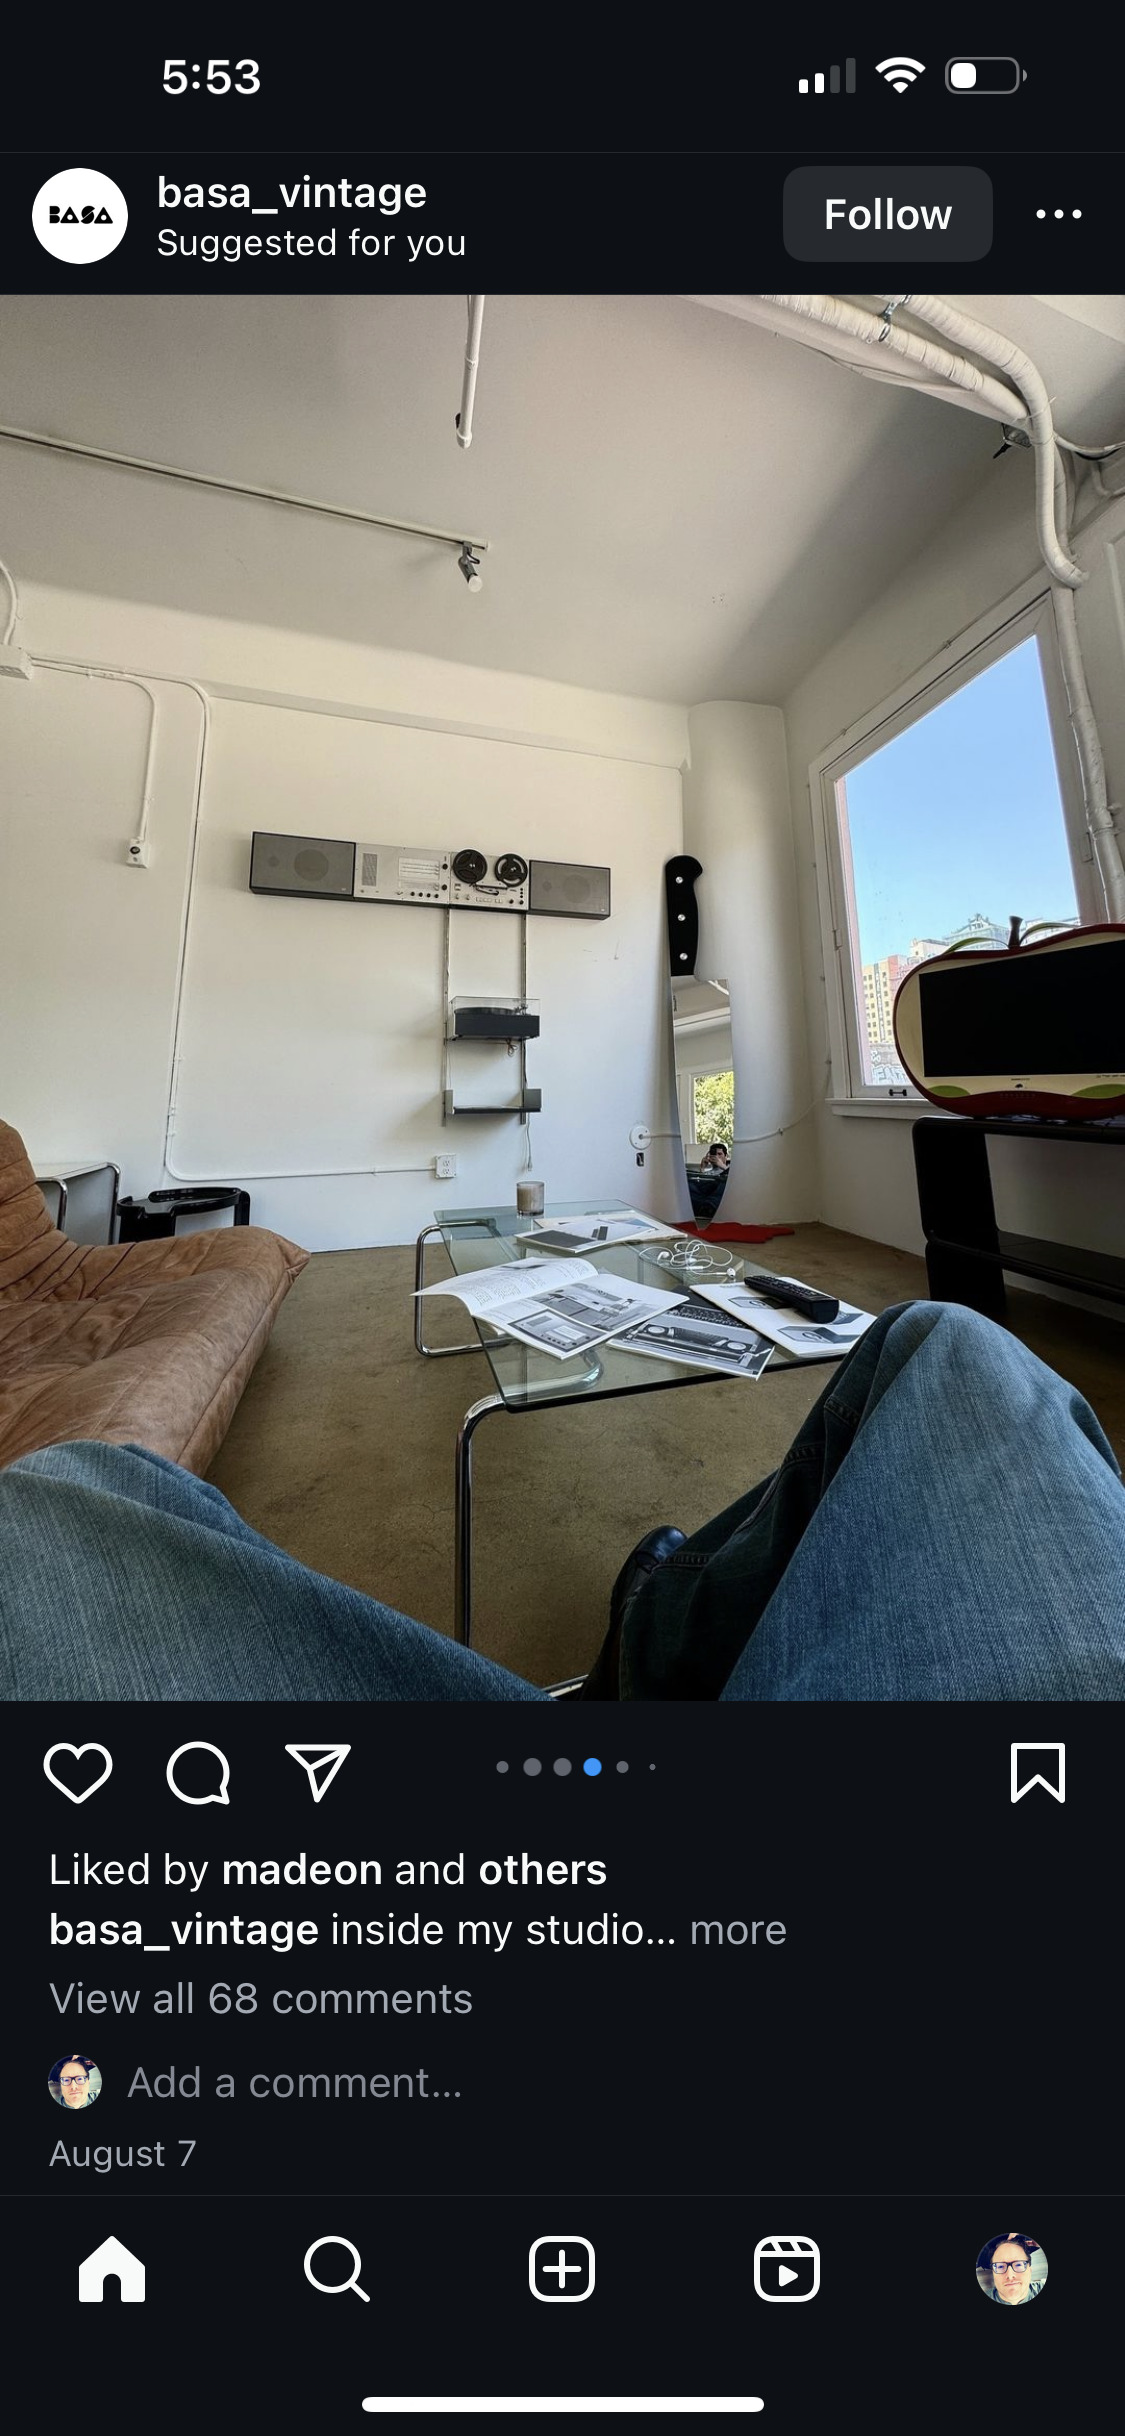 5:53
BASA
basa_vintage
Suggested for you
Follow
Liked by madeon and others
basa_vintage inside my studio... more
View all 68 comments
Add a comment...
August 7